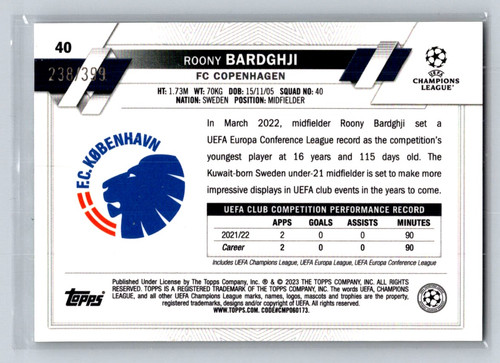 40
238/399
ROONY BARDGHJI
FC COPENHAGEN
HT: 1.73M WT: 70KG DOB: 15/11/05 SQUAD NO: 40
NATION: SWEDEN POSITION: MIDFIELDER
UEFA
CHAMPIONS
LEAGUE™
In March 2022, midfielder Roony Bardghji set a
UEFA Europa Conference League record as the competition's
youngest player at 16 years and 115 days old. The
Kuwait-born Sweden under-21 midfielder is set to make more
impressive displays in UEFA club events in the years to come.
F.C. KØBENHAVN
UEFA CLUB COMPETITION PERFORMANCE RECORD
APPS GOALS ASSISTS MINUTES
2021/22 2 0 0 90
Career 2 0 0 90
Includes UEFA Champions League, UEFA Europa League, UEFA Europa Conference League
Topps
Published Under License by The Topps Company, Inc. ® & © 2023 THE TOPPS COMPANY, INC. ALL RIGHTS
RESERVED. TOPPS IS A REGISTERED TRADEMARK OF THE TOPPS COMPANY, INC. The words UEFA, CHAMPIONS
LEAGUE, and all other UEFA Champions League marks, names, logos, mascots and trophies are the property,
registered trademarks, designs and/or copyright of UEFA. All Rights Reserved.
WWW.TOPPS.COM. CODE#CMP060173.